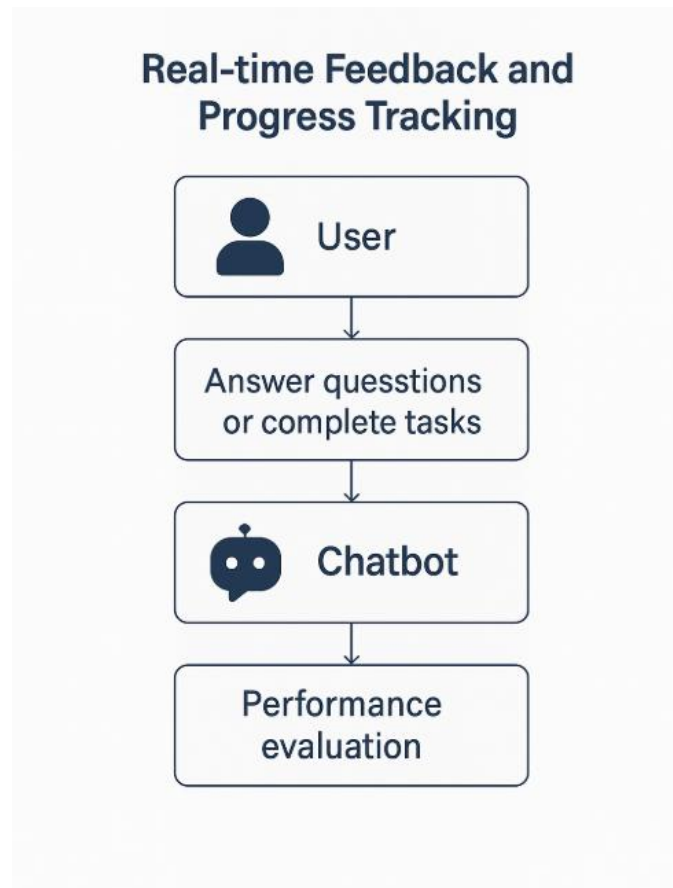 Real-time Feedback and
Progress Tracking
User
Answer quesstions
or complete tasks
Chatbot
Performance
evaluation